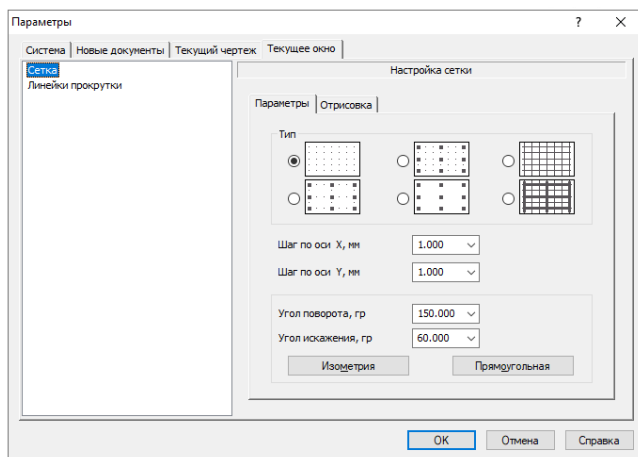 Параметры
?
Система
Новые документы
Текущий чертеж
Текущее окно
Сетка
Линейки прокрутки
Настройка сетки
Параметры
Отрисовка
Тип
Шаг по оси X, мм
1.000
Шаг по оси Y, мм
1.000
Угол поворота, гр
150.000
Угол искажения, гр
60.000
Изометрия
Прямоугольная
OK
Отмена
Справка